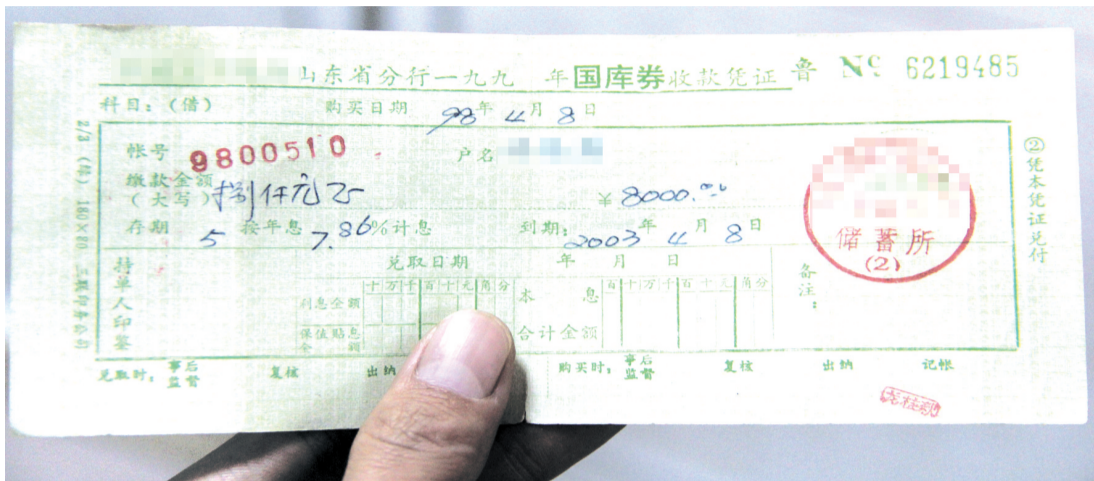 山东省分行一九九 年国库券收款凭证 鲁 Nº 6219485
科目：(借) 购买日期 98年 4月 8日
帐号 9800510 户名
缴款金额(大写) 捌仟元正 ¥ 8000.00
存期 5 按年息 7.86%计息 到期：2003年 4月 8日
储蓄所
(2)
持单人印鉴
兑取日期 年 月 日
备注：
十万千百十元角分
百十万千百十元角分
利息金额
本息
保值贴息金额
合计金额
兑取时：事后监督 复核 出纳
购买时：事后监督 复核 出纳 记帐
②凭本凭证兑付